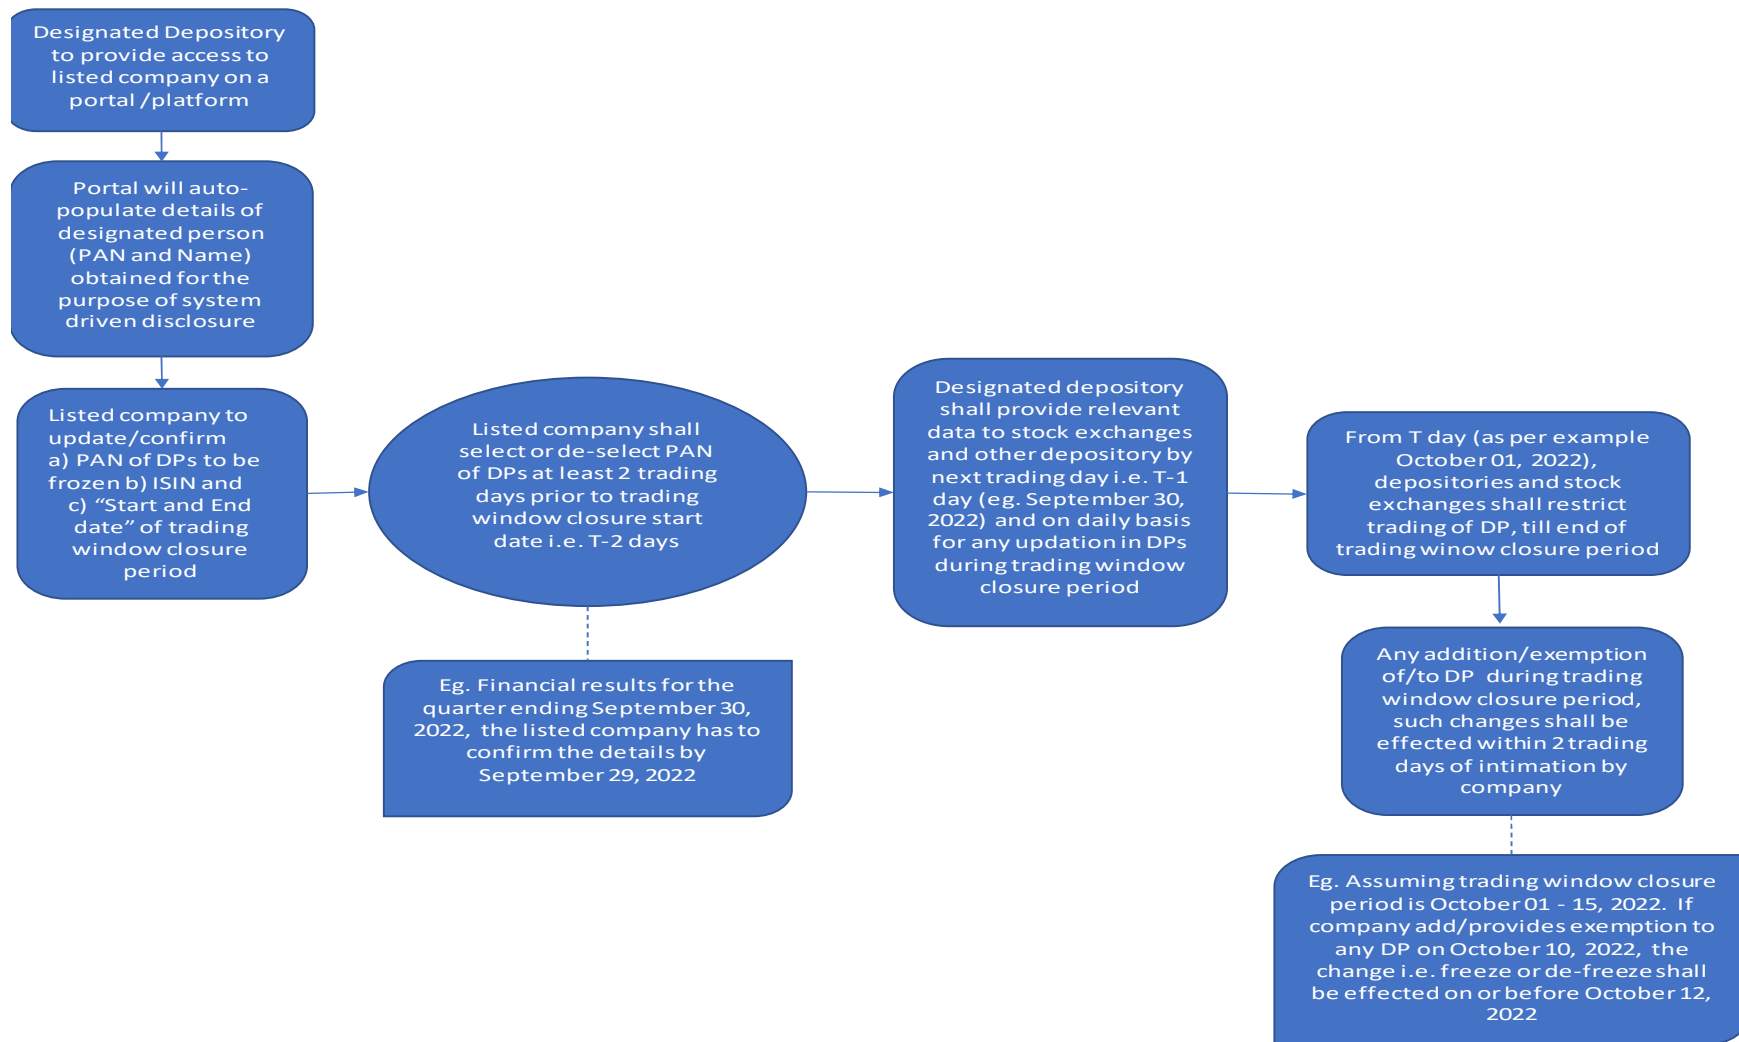 Designated Depository
to provide access to
listed company on a
portal /platform
Portal will auto-
populate details of
designated person
(PAN and Name)
obtained for the
purpose of system
driven disclosure
Listed company to
update/confirm
a) PAN of DPs to be
frozen b) ISIN and
c) “Start and End
date” of trading
window closure
period
Listed company shall
select or de-select PAN
of DPs at least 2 trading
days prior to trading
window closure start
date i.e. T-2 days
Eg. Financial results for the
quarter ending September 30,
2022, the listed company has to
confirm the details by
September 29, 2022
Designated depository
shall provide relevant
data to stock exchanges
and other depository by
next trading day i.e. T-1
day (eg. September 30,
2022) and on daily basis
for any updation in DPs
during trading window
closure period
From T day (as per example
October 01, 2022),
depositories and stock
exchanges shall restrict
trading of DP, till end of
trading winow closure period
Any addition/exemption
of/to DP during trading
window closure period,
such changes shall be
effected within 2 trading
days of intimation by
company
Eg. Assuming trading window closure
period is October 01 - 15, 2022. If
company add/provides exemption to
any DP on October 10, 2022, the
change i.e. freeze or de-freeze shall
be effected on or before October 12,
2022